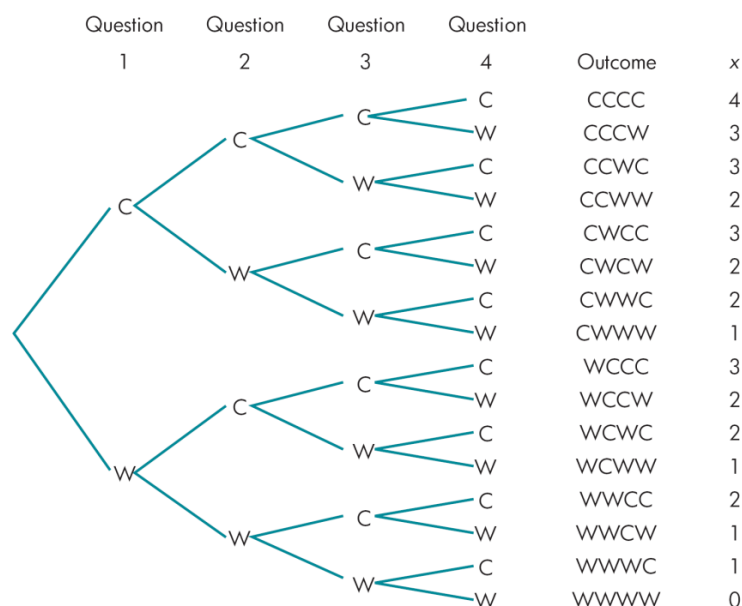 Question Question Question Question
1 2 3 4 Outcome x
C CCCC 4
C
W CCCW 3
C
C CCWC 3
W
W CCWW 2
C
C CWCC 3
C
W CWCW 2
W
C CWWC 2
W
W CWWW 1
C WCCC 3
C
W WCCW 2
C
C WCWC 2
W
W WCWW 1
W
C WWCC 2
C
W WWCW 1
W
C WWWC 1
W
W WWWW 0